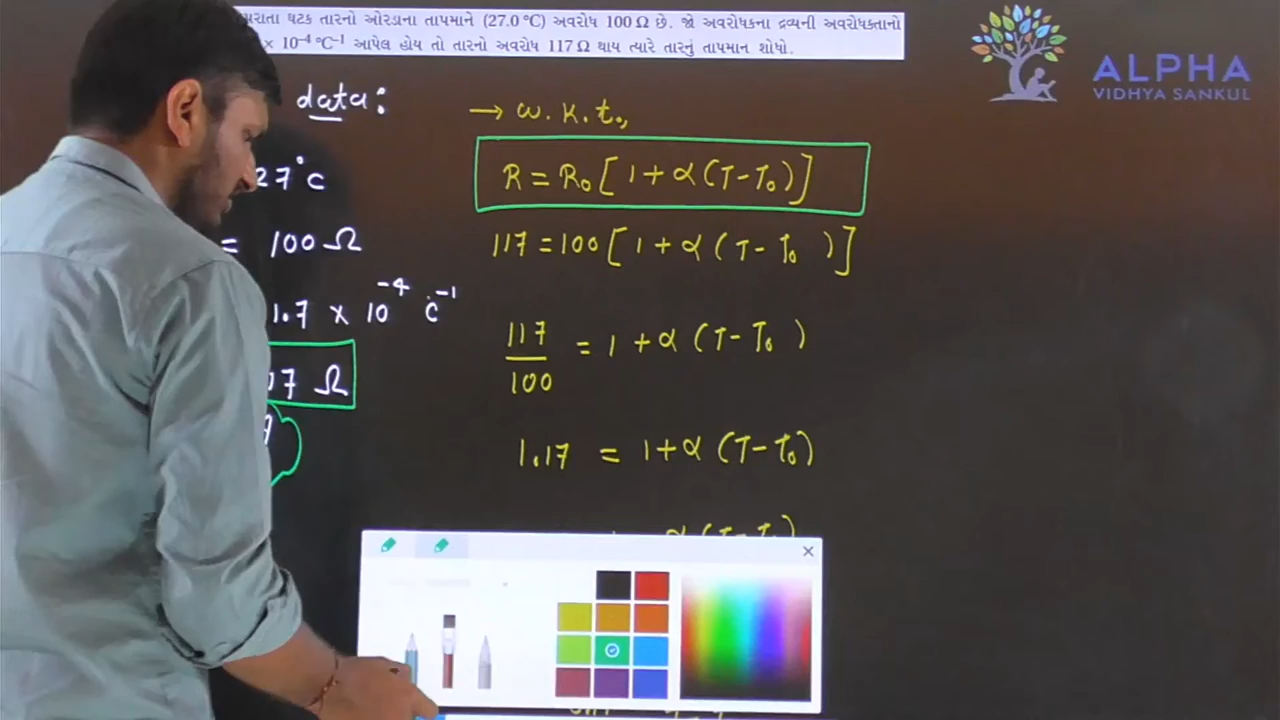 ઘટક તારનો ઓરડાના તાપમાને (27.0 °C) અવરોધ 100 Ω છે. જો અવરોધકના દ્રવ્યની અવરોધકતાનો
× 10⁻⁴ °C⁻¹ આપેલ હોય તો તારનો અવરોધ 117 Ω થાય ત્યારે તારનું તાપમાન શોધો.
ALPHA
VIDHYA SANKUL
data:
27°C
= 100 Ω
1.7 × 10⁻⁴ °C⁻¹
7 Ω
→ w.k.t.,
R = R₀[1 + α(T-T₀)]
117 = 100[1 + α(T-T₀)]
117/100 = 1 + α(T-T₀)
1.17 = 1+α(T-T₀)